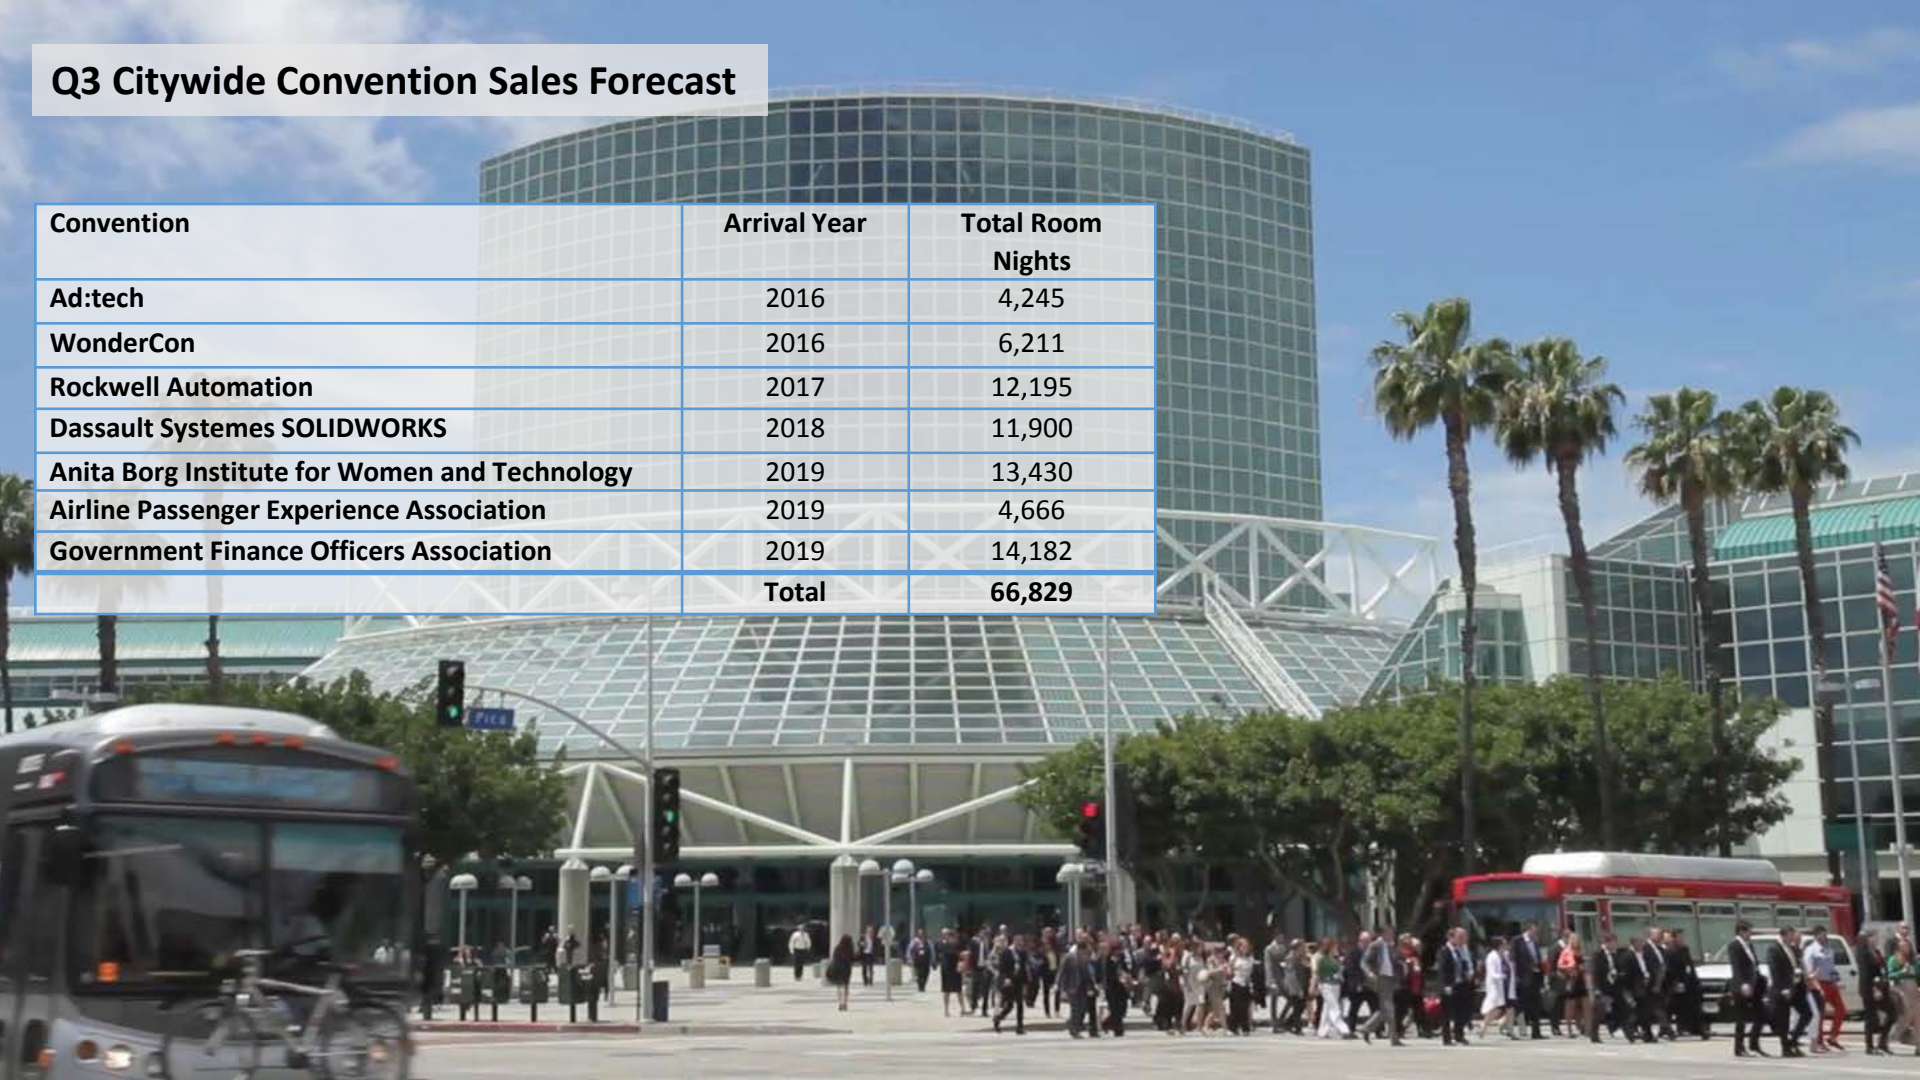 Q3 Citywide Convention Sales Forecast
Convention Arrival Year Total Room
Nights
Ad:tech 2016 4,245
WonderCon 2016 6,211
Rockwell Automation 2017 12,195
Dassault Systemes SOLIDWORKS 2018 11,900
Anita Borg Institute for Women and Technology 2019 13,430
Airline Passenger Experience Association 2019 4,666
Government Finance Officers Association 2019 14,182
Total 66,829
Pico